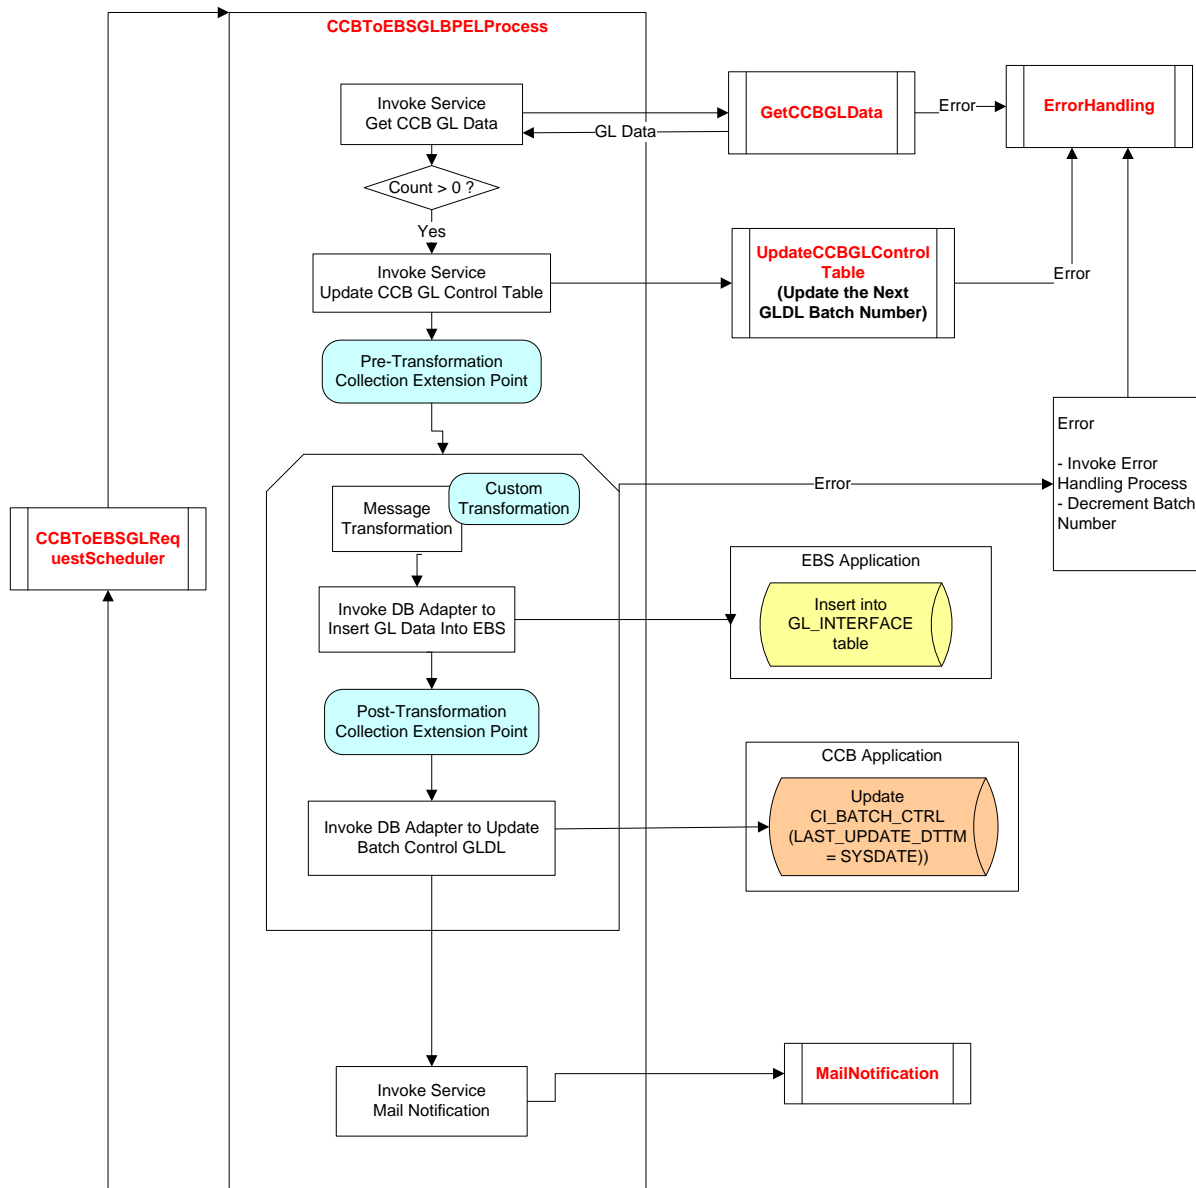 CCBToEBSGLBPELProcess
Invoke Service
Get CCB GL Data
GL Data
GetCCBGLData
Error
ErrorHandling
Count > 0 ?
Yes
Invoke Service
Update CCB GL Control Table
UpdateCCBGLControl
Table
(Update the Next
GLDL Batch Number)
Error
Pre-Transformation
Collection Extension Point
Error
- Invoke Error
Handling Process
- Decrement Batch
Number
Error
Custom
Transformation
Message
Transformation
CCBToEBSGLReq
uestScheduler
EBS Application
Insert into
GL_INTERFACE
table
Invoke DB Adapter to
Insert GL Data Into EBS
Post-Transformation
Collection Extension Point
CCB Application
Update
CI_BATCH_CTRL
(LAST_UPDATE_DTTM
= SYSDATE))
Invoke DB Adapter to Update
Batch Control GLDL
Invoke Service
Mail Notification
MailNotification